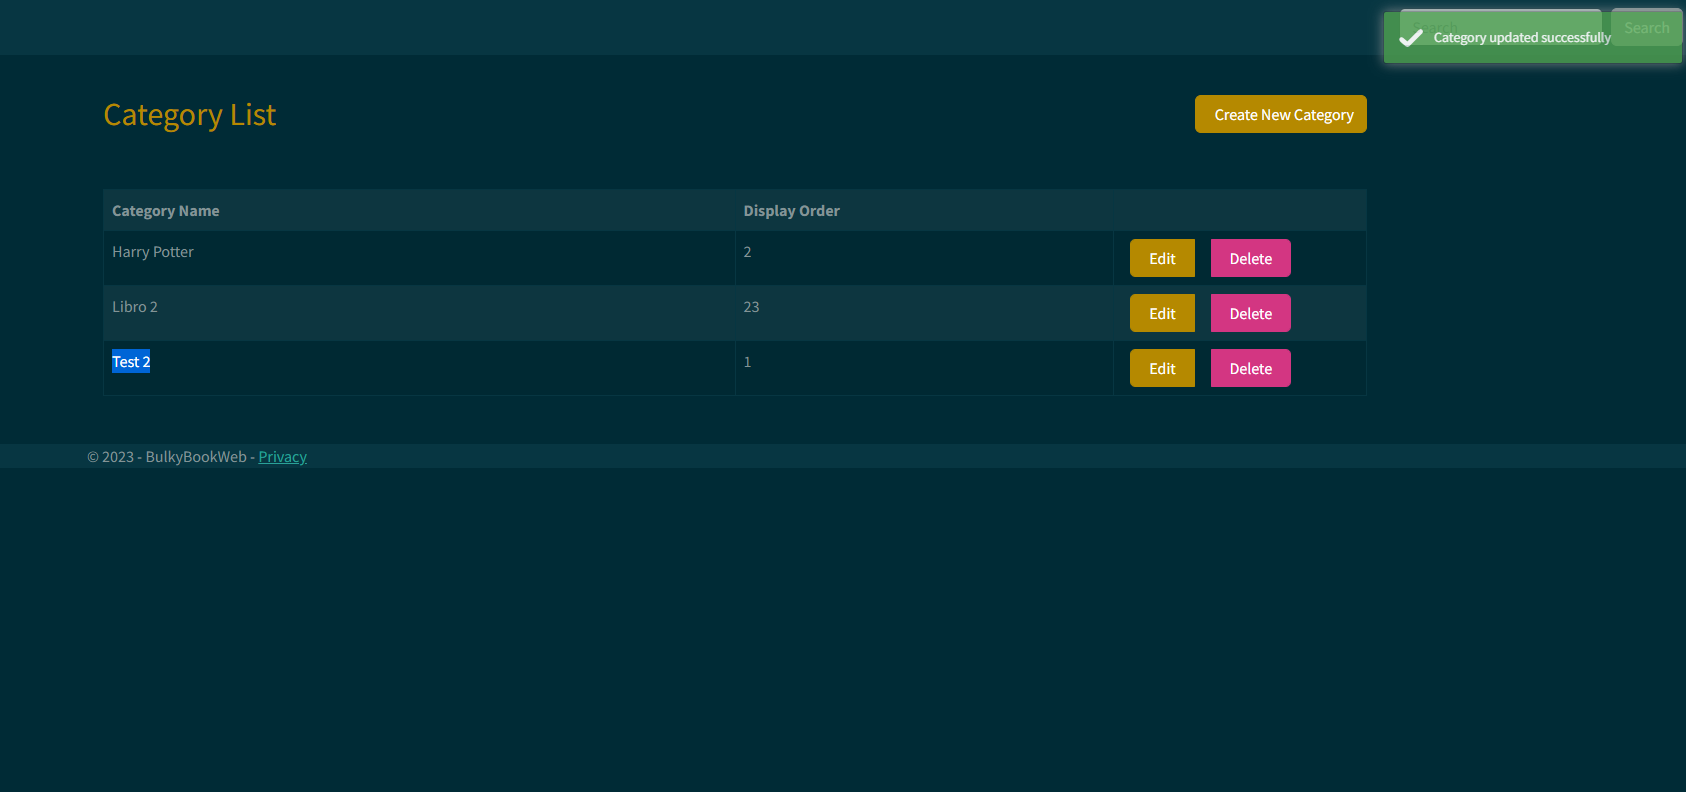 Search Search
Category updated successfully
Category List
Create New Category
Category Name Display Order
Harry Potter 2 Edit Delete
Libro 2 23 Edit Delete
Test 2 1 Edit Delete
© 2023 - BulkyBookWeb - Privacy